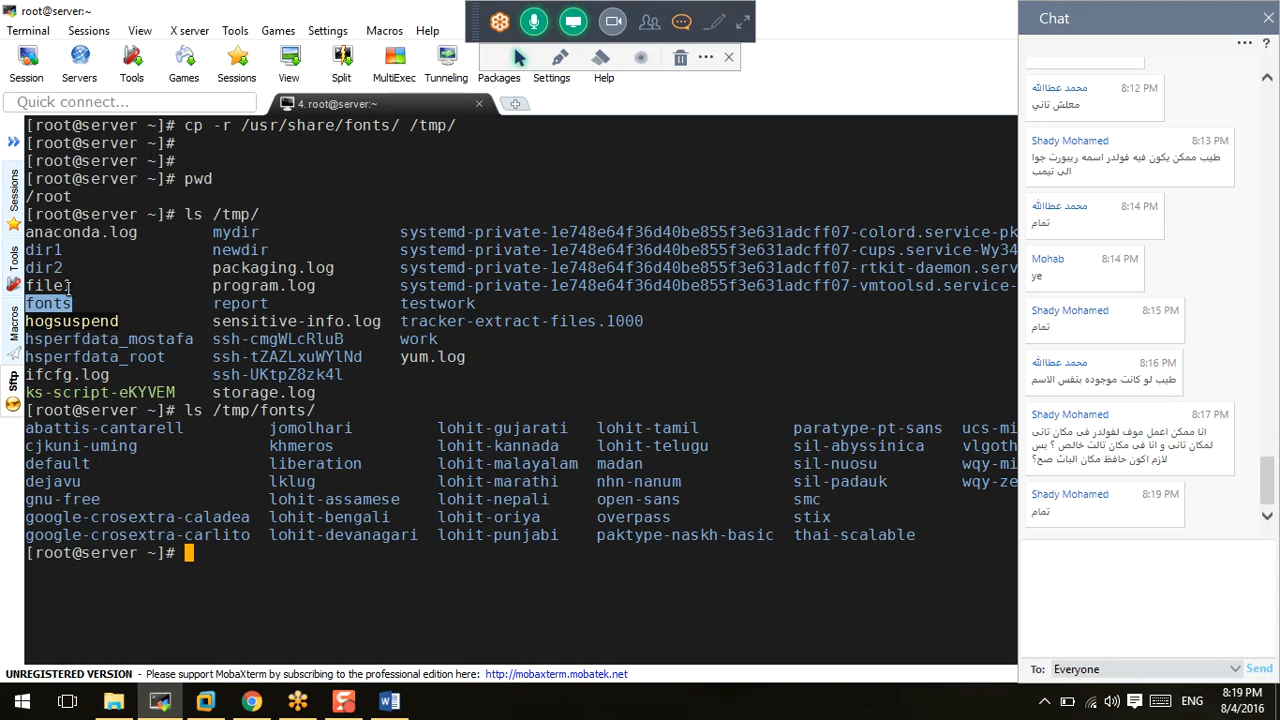 root@server:~
Terminal Sessions View X server Tools Games Settings Macros Help
Session Servers Tools Games Sessions View Split MultiExec Tunneling Packages Settings Help
Quick connect...
4. root@server:~
Sessions
Tools
Macros
Sftp
[root@server ~]# cp -r /usr/share/fonts/ /tmp/
[root@server ~]#
[root@server ~]#
[root@server ~]# pwd
/root
[root@server ~]# ls /tmp/
anaconda.log mydir systemd-private-1e748e64f36d40be855f3e631adcff07-colord.service-pk
dir1 newdir systemd-private-1e748e64f36d40be855f3e631adcff07-cups.service-Wy34
dir2 packaging.log systemd-private-1e748e64f36d40be855f3e631adcff07-rtkit-daemon.serv
file1 program.log systemd-private-1e748e64f36d40be855f3e631adcff07-vmtoolsd.service-
fonts report testwork
hogsuspend sensitive-info.log tracker-extract-files.1000
hsperfdata_mostafa ssh-cmgWLcRluB work
hsperfdata_root ssh-tZAZLxuWYlNd yum.log
ifcfg.log ssh-UKtpZ8zk4l
ks-script-eKYVEM storage.log
[root@server ~]# ls /tmp/fonts/
abattis-cantarell jomolhari lohit-gujarati lohit-tamil paratype-pt-sans ucs-mi
cjkuni-uming khmeros lohit-kannada lohit-telugu sil-abyssinica vlgoth
default liberation lohit-malayalam madan sil-nuosu wqy-mi
dejavu lklug lohit-marathi nhn-nanum sil-padauk wqy-ze
gnu-free lohit-assamese lohit-nepali open-sans smc
google-crosextra-caladea lohit-bengali lohit-oriya overpass stix
google-crosextra-carlito lohit-devanagari lohit-punjabi paktype-naskh-basic thai-scalable
[root@server ~]#
UNREGISTERED VERSION - Please support MobaXterm by subscribing to the professional edition here: http://mobaxterm.mobatek.net
Chat
?
محمد عطاالله 8:12 PM
معلش تاني
Shady Mohamed 8:13 PM
طيب ممكن يكون فيه فولدر اسمه ريبورت جوا
الى تيمب
محمد عطاالله 8:14 PM
تمام
Mohab 8:14 PM
ye
Shady Mohamed 8:15 PM
تمام
محمد عطاالله 8:16 PM
طيب لو كانت موجوده بنفس الاسم
Shady Mohamed 8:17 PM
انا ممكن اعمل موف لفولدر فى مكان تانى
لمكان تانى و انا فى مكان تالت خالص ؟ بس
لازم اكون حافظ مكان الباث صح؟
Shady Mohamed 8:19 PM
تمام
To: Everyone Send
ENG
8:19 PM
8/4/2016